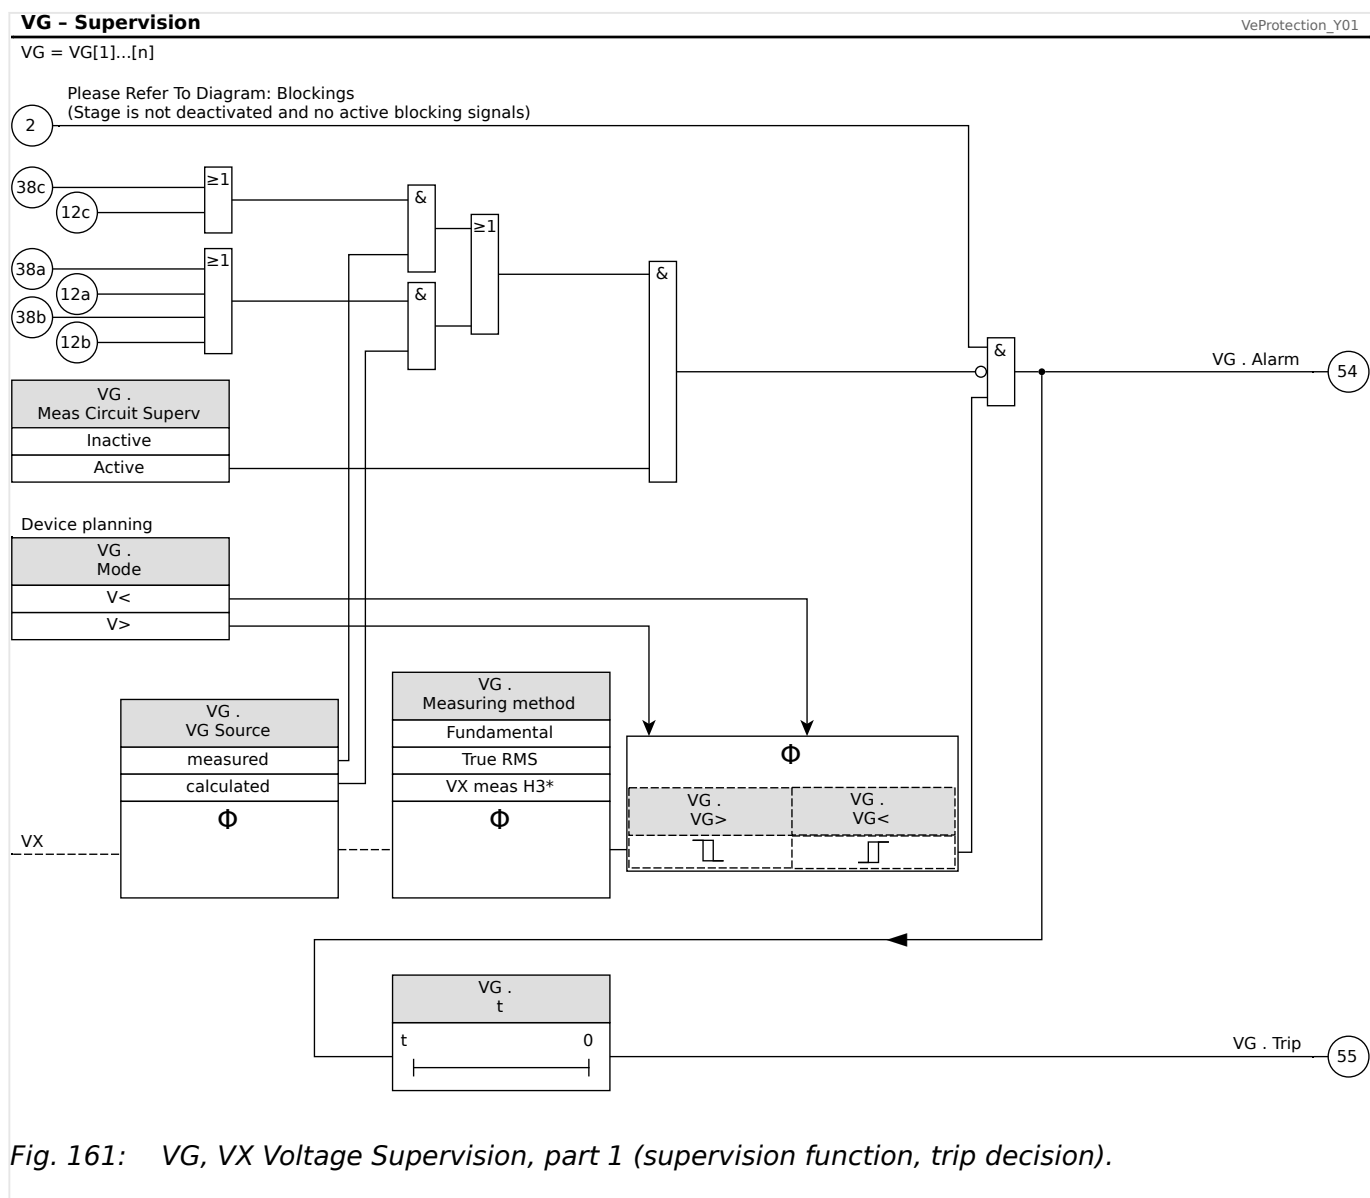 VG – Supervision
VeProtection_Y01
VG = VG[1]...[n]
Please Refer To Diagram: Blockings
(Stage is not deactivated and no active blocking signals)
2
38c
12c
≥1
&
≥1
38a
12a
38b
12b
≥1
&
&
&
VG . Alarm
54
VG .
Meas Circuit Superv
Inactive
Active
Device planning
VG .
Mode
V<
V>
VG .
VG Source
measured
calculated
Φ
VX
VG .
Measuring method
Fundamental
True RMS
VX meas H3*
Φ
Φ
VG .
VG>
VG .
VG<
VG .
t
t
0
VG . Trip
55
Fig. 161: VG, VX Voltage Supervision, part 1 (supervision function, trip decision).